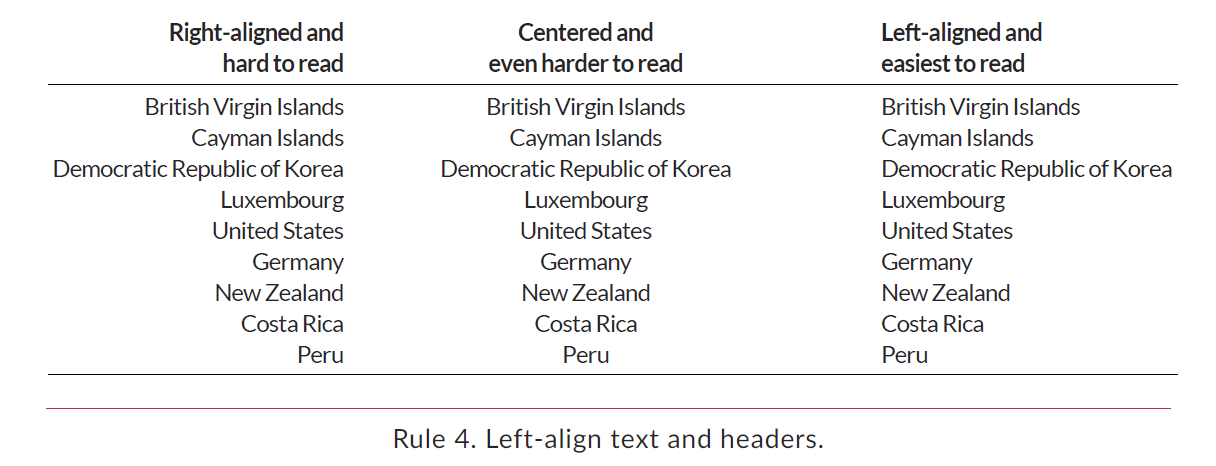 Right-aligned and Centered and Left-aligned and
hard to read even harder to read easiest to read
British Virgin Islands British Virgin Islands British Virgin Islands
Cayman Islands Cayman Islands Cayman Islands
Democratic Republic of Korea Democratic Republic of Korea Democratic Republic of Korea
Luxembourg Luxembourg Luxembourg
United States United States United States
Germany Germany Germany
New Zealand New Zealand New Zealand
Costa Rica Costa Rica Costa Rica
Peru Peru Peru
Rule 4. Left-align text and headers.